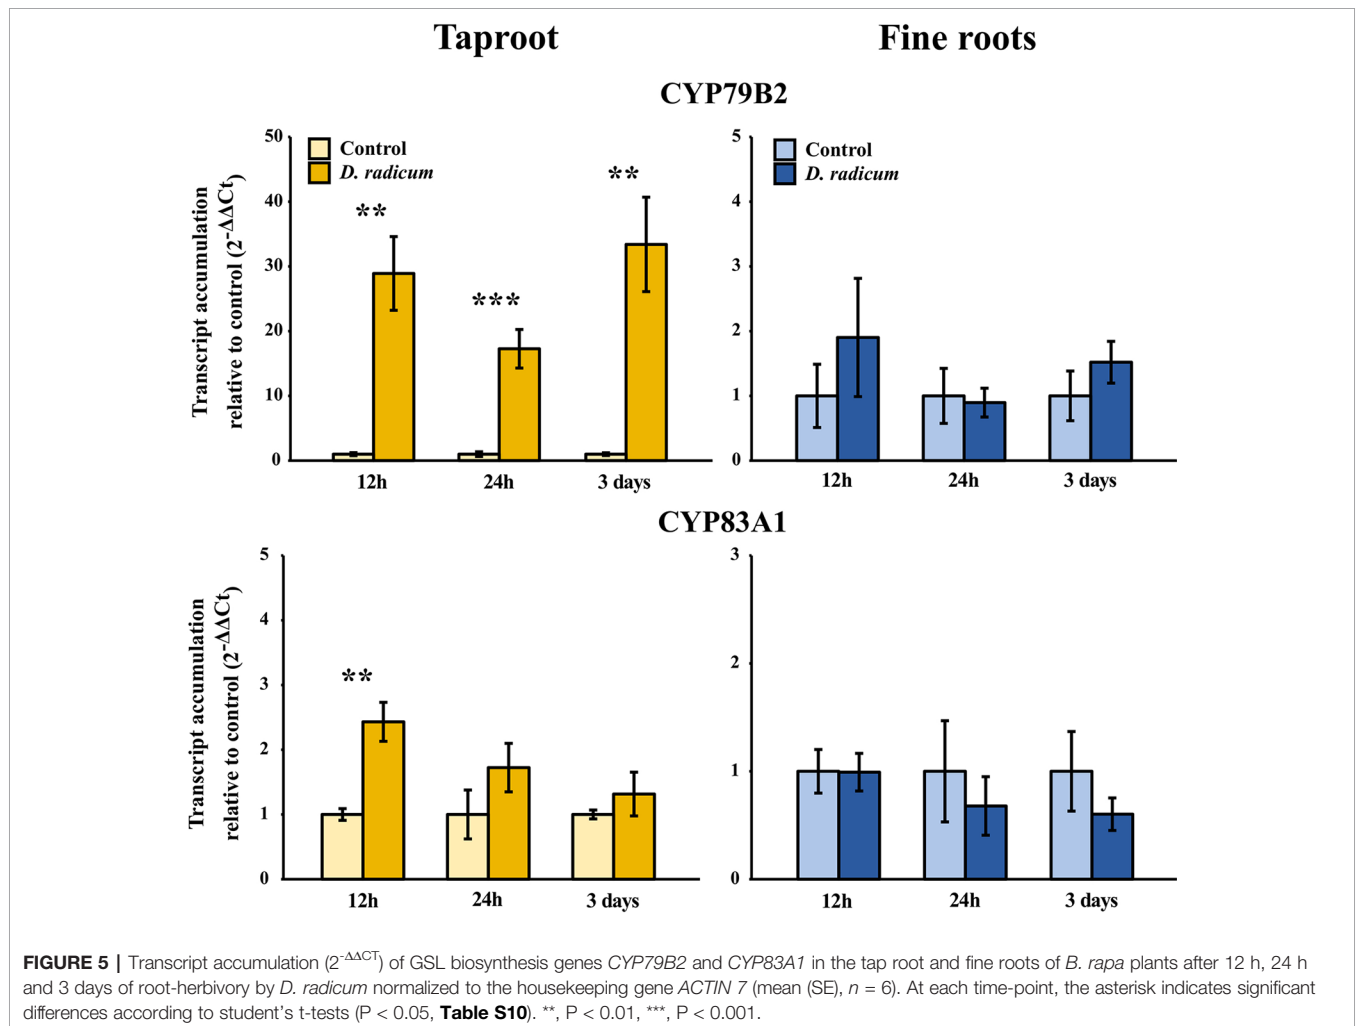 Taproot
Fine roots
CYP79B2
Transcript accumulation
relative to control (2-ΔΔCt)
50
40
30
20
10
0
Control
D. radicum
**
***
**
12h
24h
3 days
5
4
3
2
1
0
Control
D. radicum
12h
24h
3 days
CYP83A1
Transcript accumulation
relative to control (2-ΔΔCt)
5
4
3
2
1
0
**
12h
24h
3 days
3
2
1
0
12h
24h
3 days
FIGURE 5 | Transcript accumulation (2-ΔΔCT) of GSL biosynthesis genes CYP79B2 and CYP83A1 in the tap root and fine roots of B. rapa plants after 12 h, 24 h
and 3 days of root-herbivory by D. radicum normalized to the housekeeping gene ACTIN 7 (mean (SE), n = 6). At each time-point, the asterisk indicates significant
differences according to student's t-tests (P < 0.05, Table S10). **, P < 0.01, ***, P < 0.001.